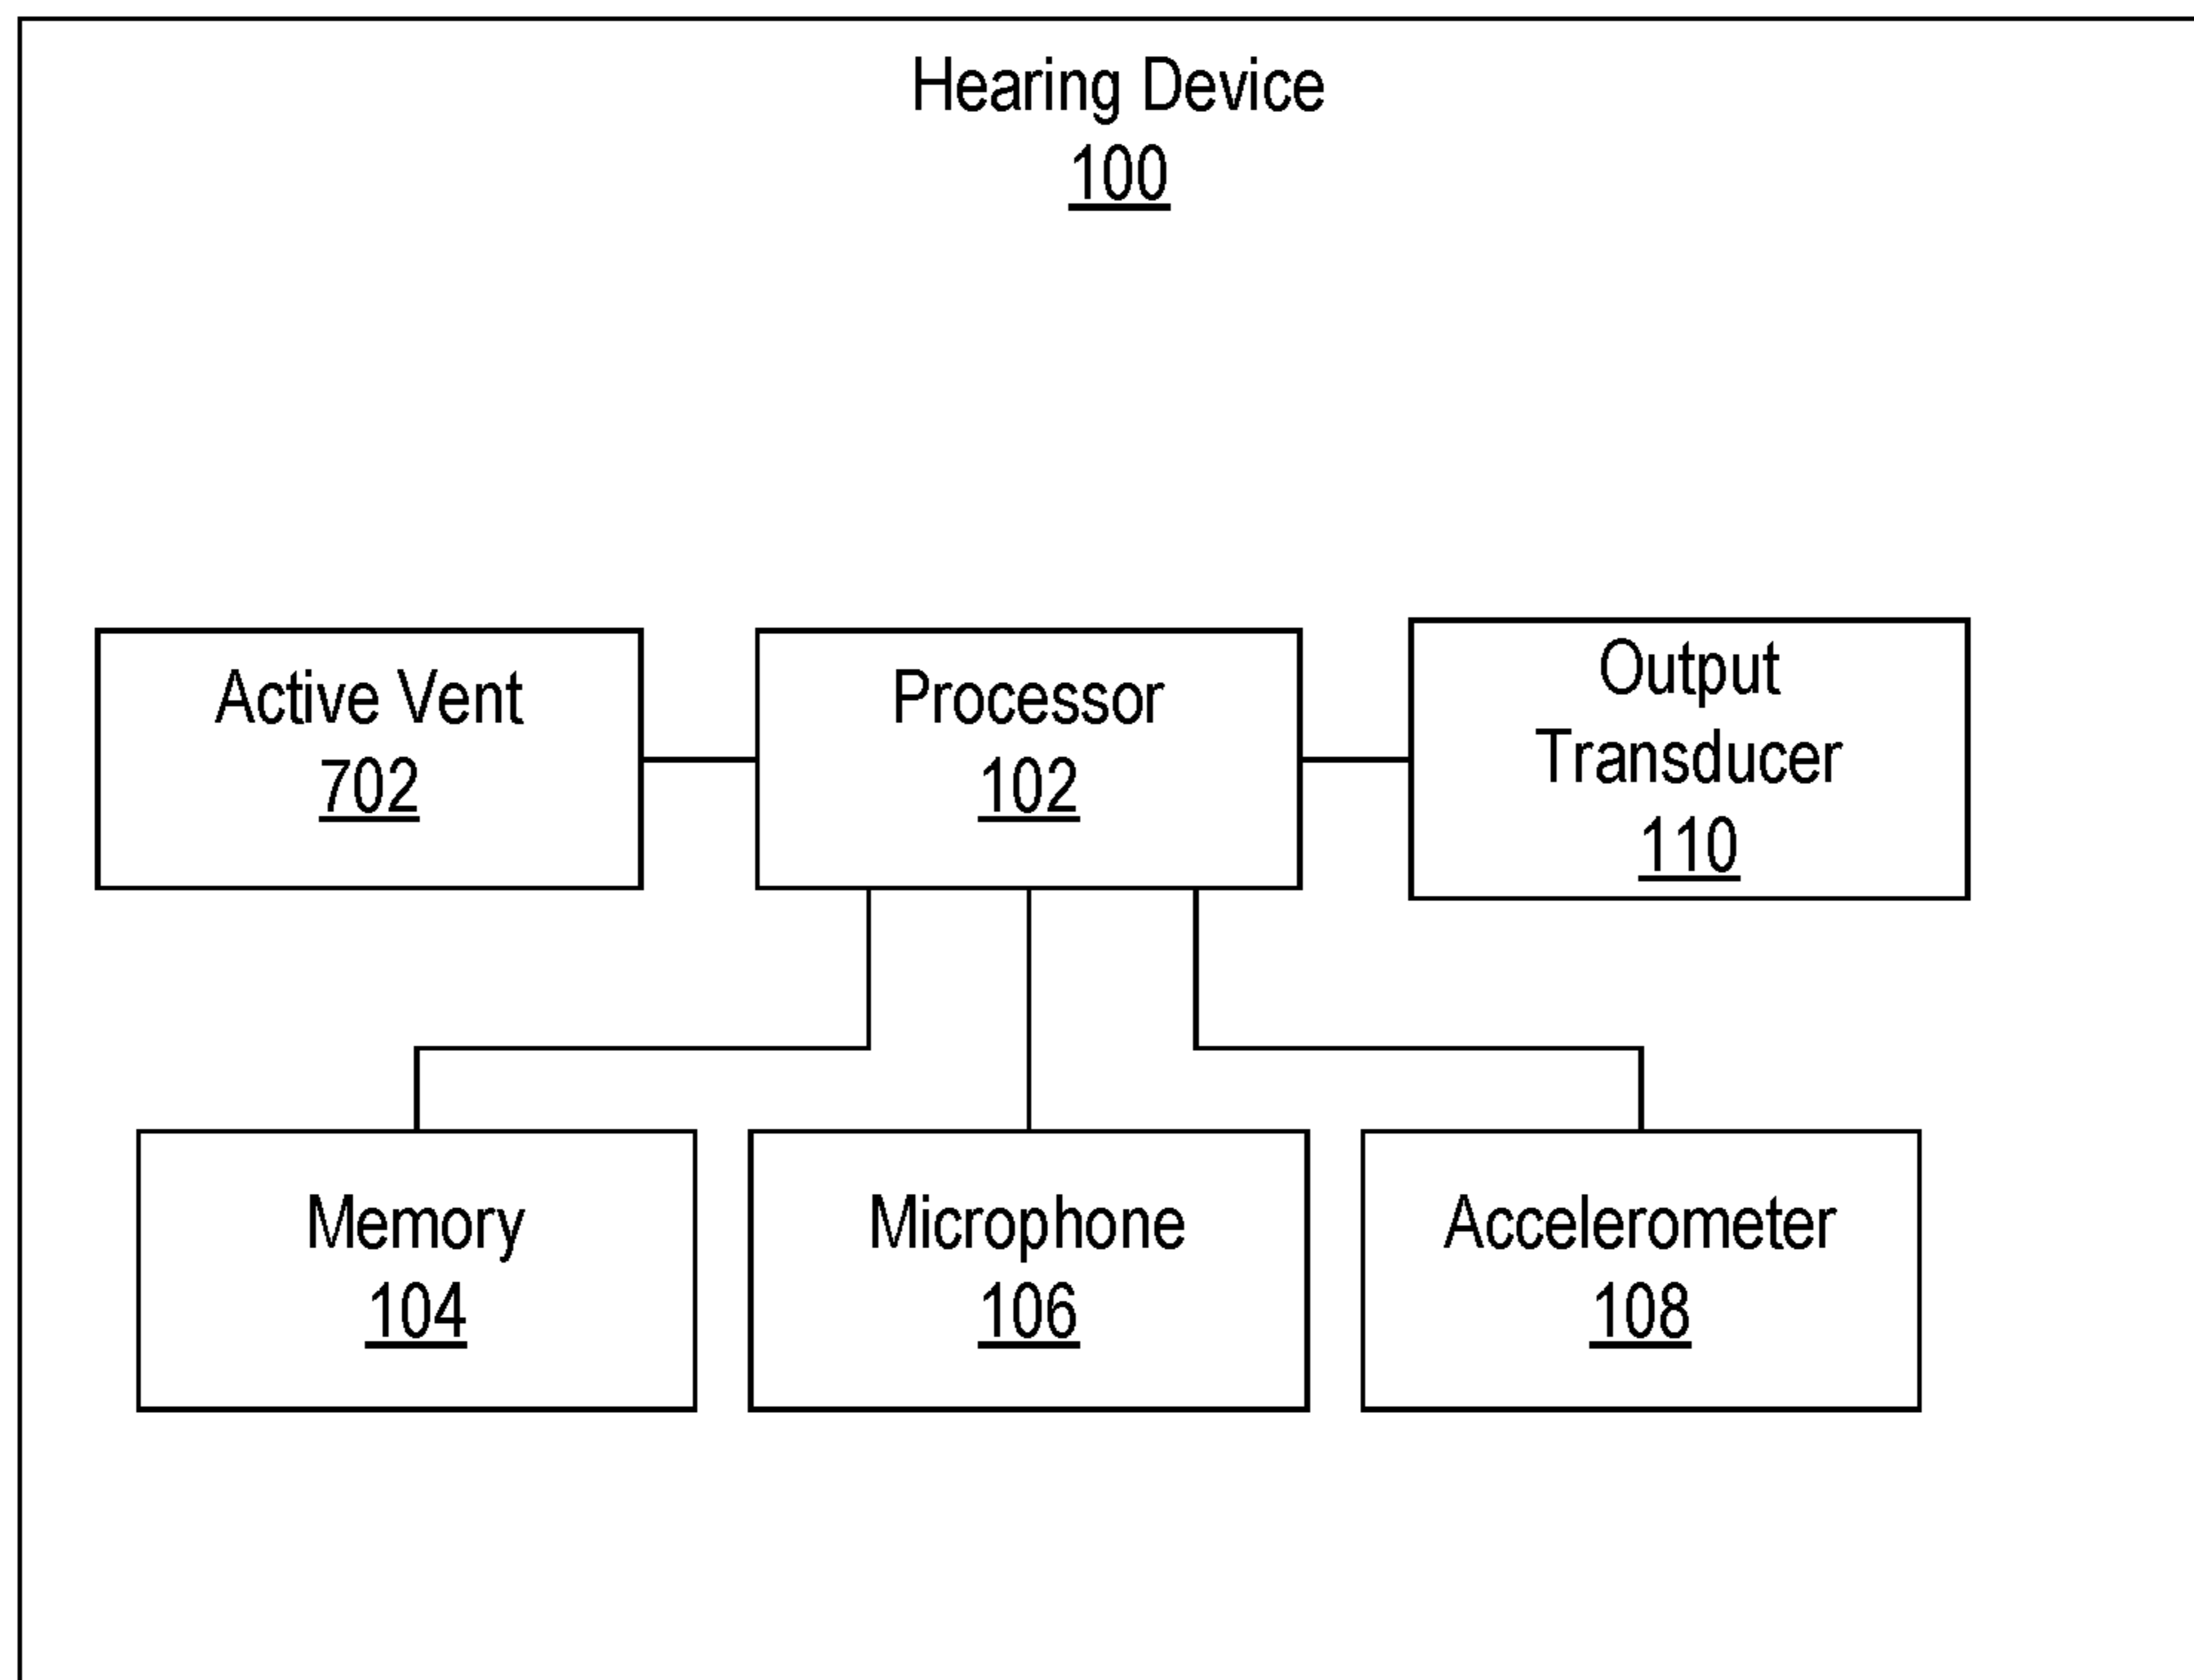 Hearing Device
100
Active Vent
702
Processor
102
Output
Transducer
110
Memory
104
Microphone
106
Accelerometer
108